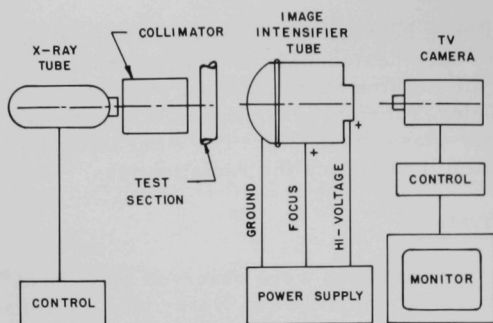 X-RAY
TUBE
COLLIMATOR
IMAGE
INTENSIFIER
TUBE
TV
CAMERA
+
+
TEST
SECTION
GROUND
FOCUS
HI-VOLTAGE
CONTROL
CONTROL
POWER SUPPLY
MONITOR